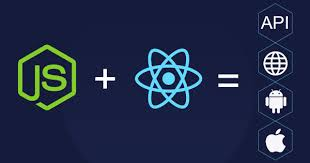 JS
+
=
API